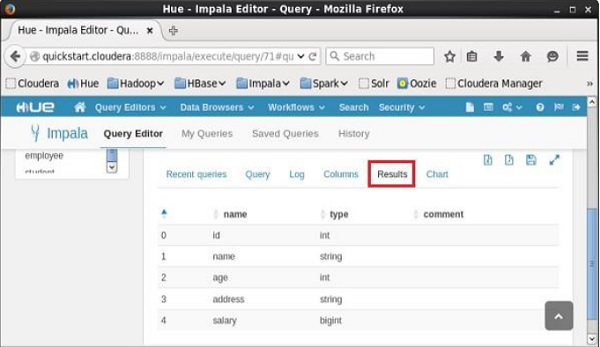 Hue - Impala Editor - Query - Mozilla Firefox
Hue - Impala Editor - Qu...
quickstart.cloudera:8888/impala/execute/query/71#qu Search
Cloudera Hue Hadoop HBase Impala Spark Solr Oozie Cloudera Manager »
HUE Query Editors Data Browsers Workflows Search Security
Impala Query Editor My Queries Saved Queries History
employee
student
Recent queries Query Log Columns Results Chart
name type comment
0 id int
1 name string
2 age int
3 address string
4 salary bigint